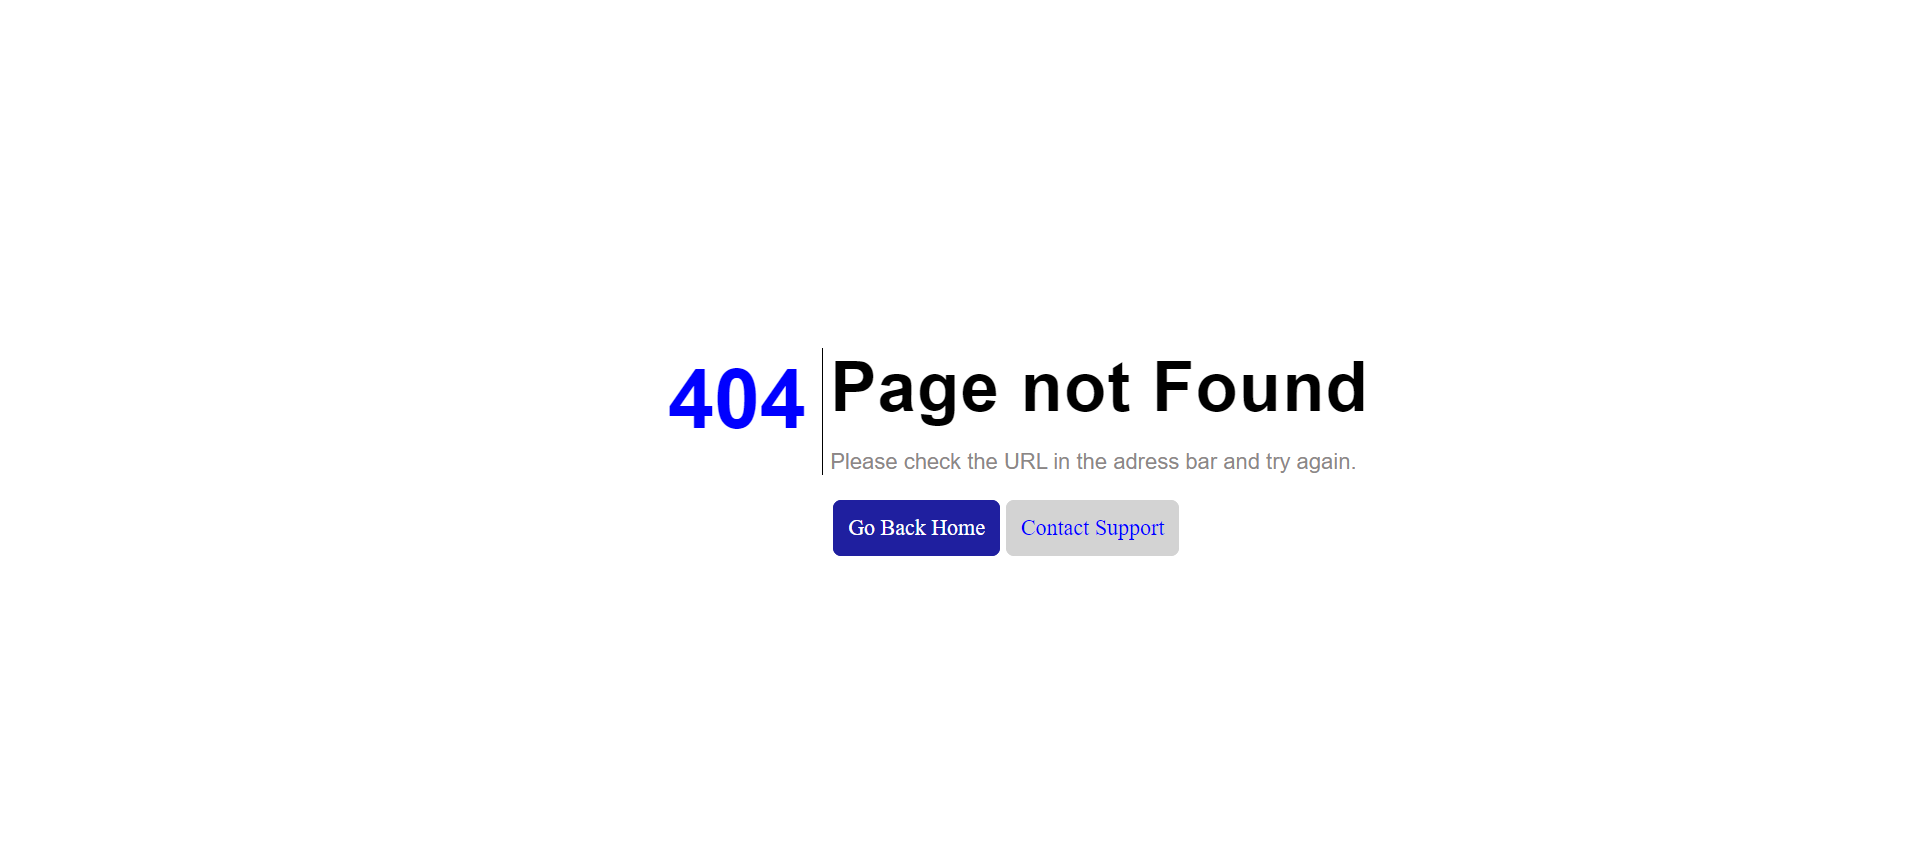 404
Page not Found
Please check the URL in the adress bar and try again.
Go Back Home
Contact Support